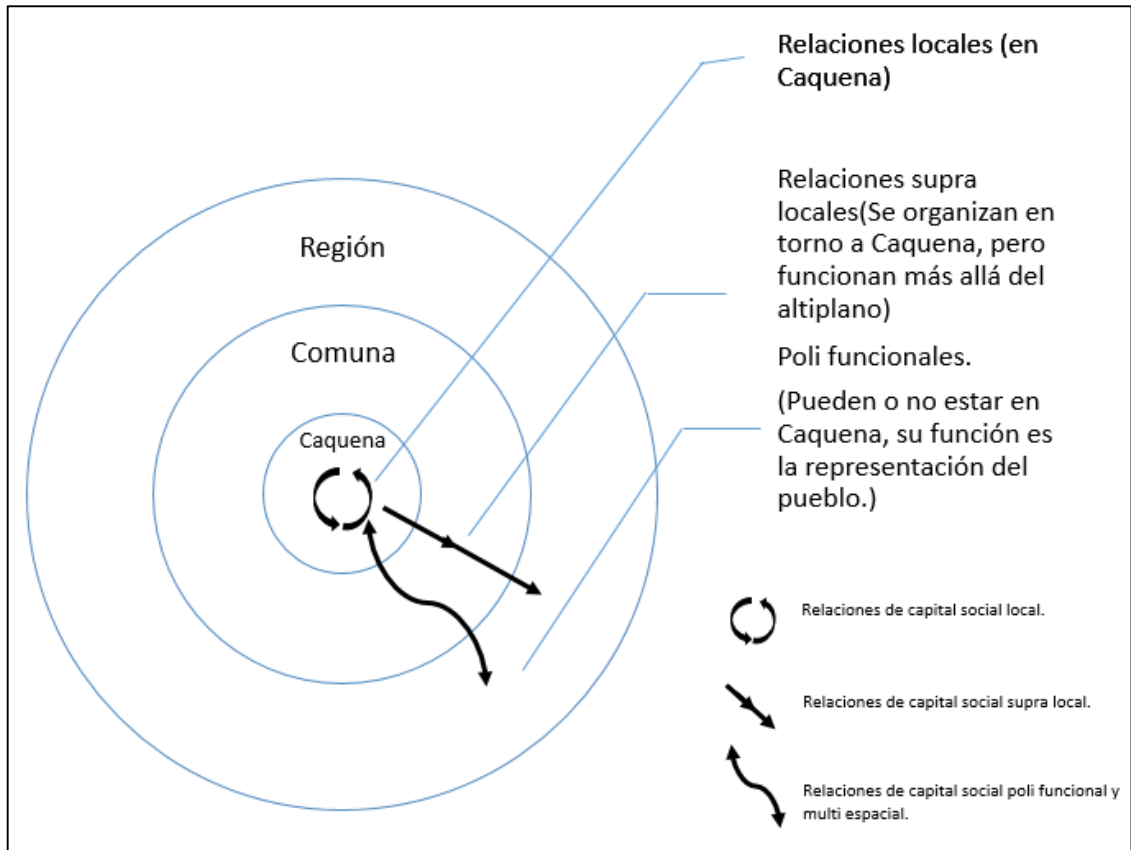 Relaciones locales (en
Caquena)
Relaciones supra
locales(Se organizan en
torno a Caquena, pero
funcionan más allá del
altiplano)
Poli funcionales.
(Pueden o no estar en
Caquena, su función es
la representación del
pueblo.)
Región
Comuna
Caquena
Relaciones de capital social local.
Relaciones de capital social supra local.
Relaciones de capital social poli funcional y
multi espacial.